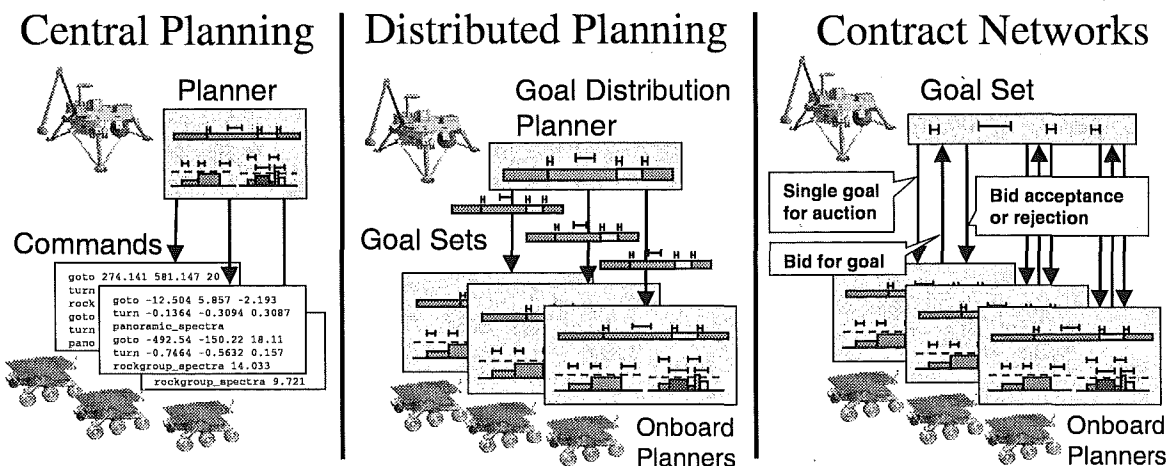 Central Planning
Planner
Commands
goto 274.141 581.147 20
turn
rock
goto
turn
pano
goto -12.504 5.857 -2.193
turn -0.1364 -0.3094 0.3087
panoramic_spectra
goto -492.54 -150.22 18.11
turn -0.7464 -0.5632 0.157
rockgroup_spectra 14.033
rockgroup_spectra 9.721
Distributed Planning
Goal Distribution
Planner
Goal Sets
Onboard
Planners
Contract Networks
Goal Set
Single goal
for auction
Bid acceptance
or rejection
Bid for goal
Onboard
Planners